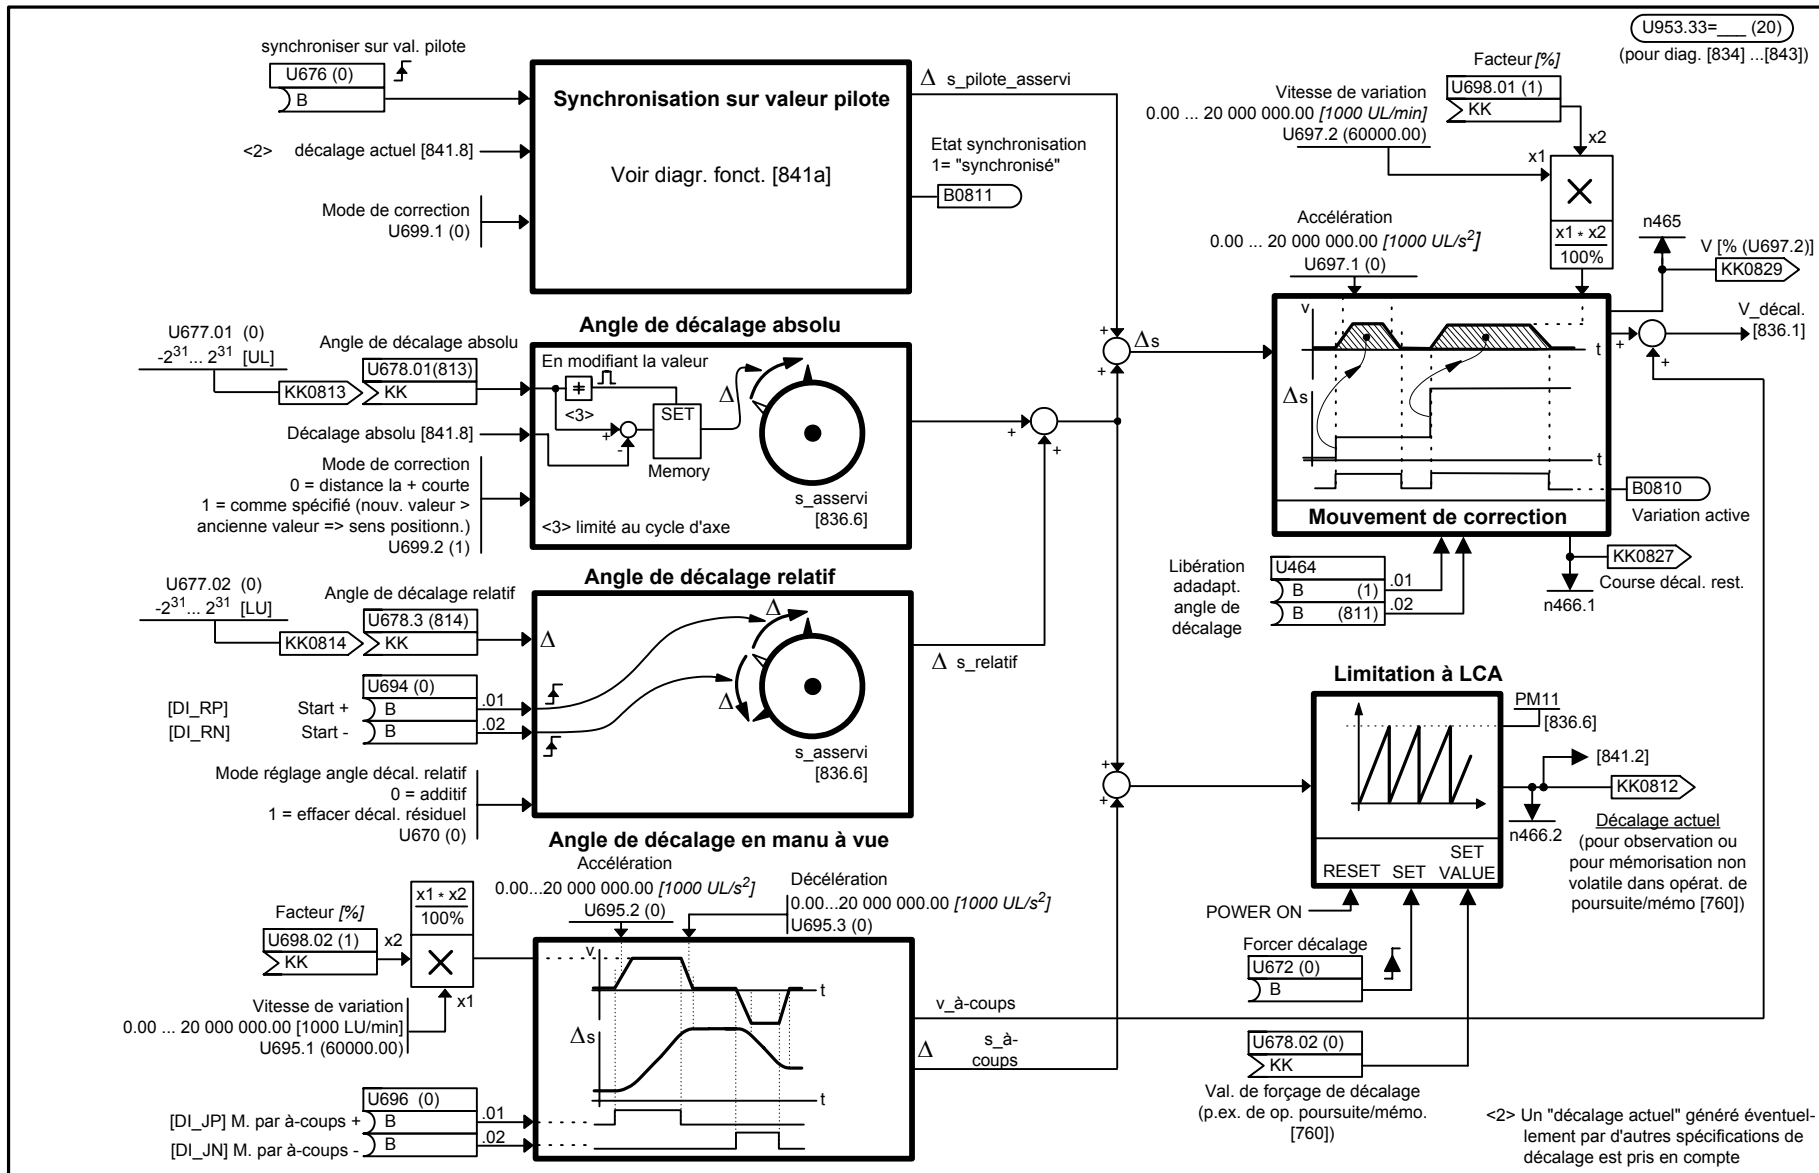 U953.33=___ (20)
(pour diag. [834] ...[843])
synchroniser sur val. pilote
U676 (0)
B
<2> décalage actuel [841.8]
Mode de correction
U699.1 (0)
Synchronisation sur valeur pilote
Voir diagr. fonct. [841a]
Δ s_pilote_asservi
Etat synchronisation
1= "synchronisé"
B0811
Facteur [%]
U698.01 (1)
KK
Vitesse de variation
0.00 ... 20 000 000.00 [1000 UL/min]
U697.2 (60000.00)
x2
x1
x1 * x2
100%
Accélération
0.00 ... 20 000 000.00 [1000 UL/s²]
U697.1 (0)
n465
V [% (U697.2)]
KK0829
V_décal.
[836.1]
+
+
v
t
Δs
t
Mouvement de correction
B0810
Variation active
KK0827
Course décal. rest.
n466.1
Libération
adadapt.
angle de
décalage
U464
B (1) .01
B (811) .02
Angle de décalage absolu
U677.01 (0)
-2³¹... 2³¹ [UL]
KK0813
Angle de décalage absolu
U678.01(813)
KK
Décalage absolu [841.8]
Mode de correction
0 = distance la + courte
1 = comme spécifié (nouv. valeur >
ancienne valeur => sens positionn.)
U699.2 (1)
En modifiant la valeur
≠
<3>
+
-
SET
Memory
Δ
s_asservi
[836.6]
<3> limité au cycle d'axe
+
+
+
+
Δs
Angle de décalage relatif
U677.02 (0)
-2³¹... 2³¹ [LU]
KK0814
Angle de décalage relatif
U678.3 (814)
KK
Δ
U694 (0)
[DI_RP] Start + B .01
[DI_RN] Start - B .02
Mode réglage angle décal. relatif
0 = additif
1 = effacer décal. résiduel
U670 (0)
Δ
Δ
s_asservi
[836.6]
Δ s_relatif
Limitation à LCA
PM11
[836.6]
[841.2]
KK0812
n466.2
Décalage actuel
(pour observation ou
pour mémorisation non
volatile dans opérat. de
poursuite/mémo [760])
+
+
RESET SET SET
VALUE
POWER ON
Forcer décalage
U672 (0)
B
U678.02 (0)
KK
Val. de forçage de décalage
(p.ex. de op. poursuite/mémo.
[760])
Angle de décalage en manu à vue
Accélération
0.00...20 000 000.00 [1000 UL/s²]
U695.2 (0)
Décélération
0.00...20 000 000.00 [1000 UL/s²]
U695.3 (0)
x1 * x2
100%
Facteur [%]
U698.02 (1)
KK
x2
x1
Vitesse de variation
0.00 ... 20 000 000.00 [1000 LU/min]
U695.1 (60000.00)
v
t
Δs
t
U696 (0)
[DI_JP] M. par à-coups + B .01
[DI_JN] M. par à-coups - B .02
v_à-coups
Δ s_à-
coups
<2> Un "décalage actuel" généré éventuel-
lement par d'autres spécifications de
décalage est pris en compte